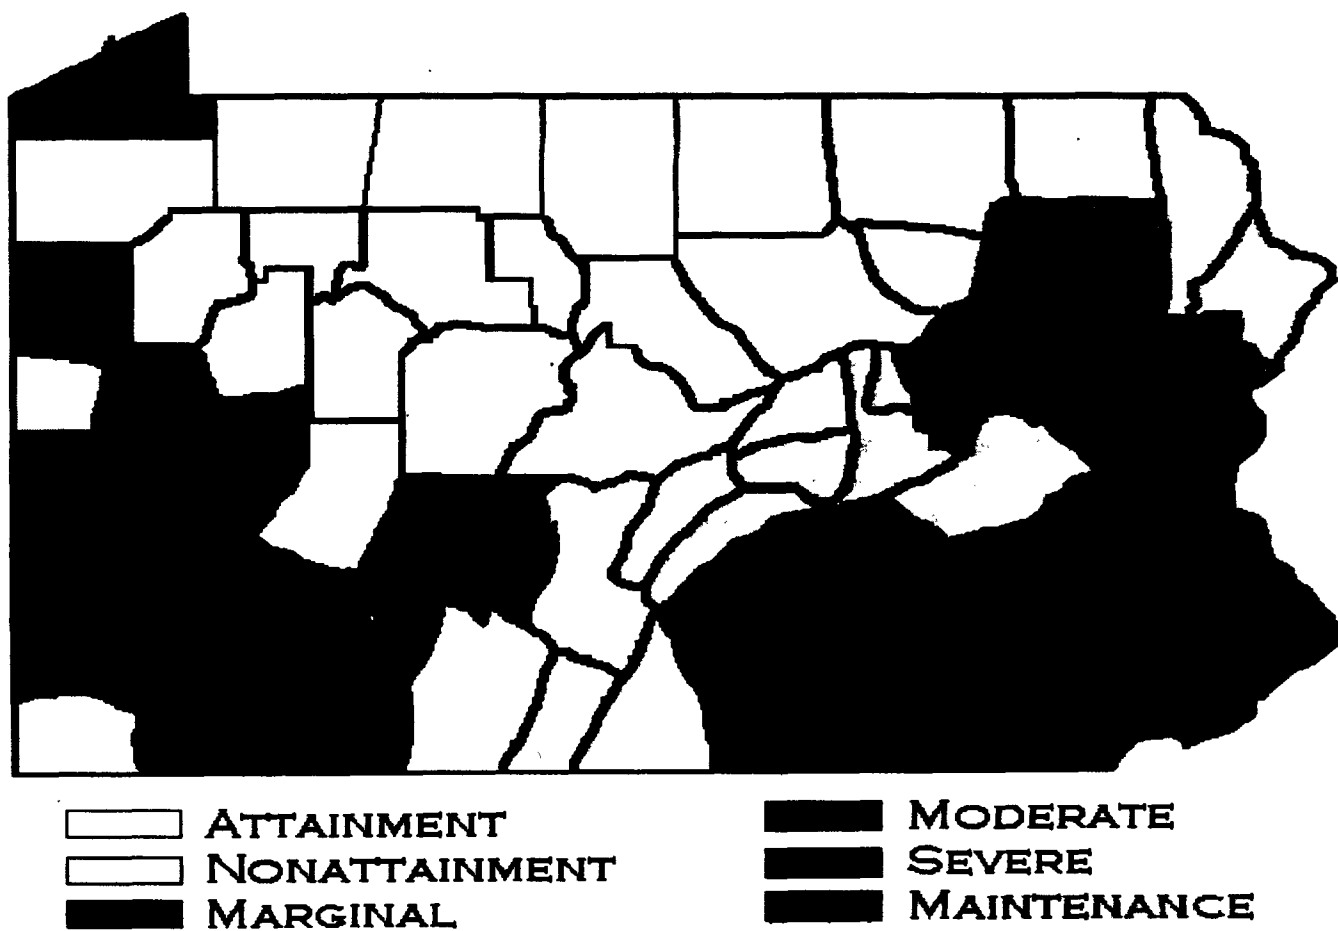 ATTAINMENT
NONATTAINMENT
MARGINAL
MODERATE
SEVERE
MAINTENANCE